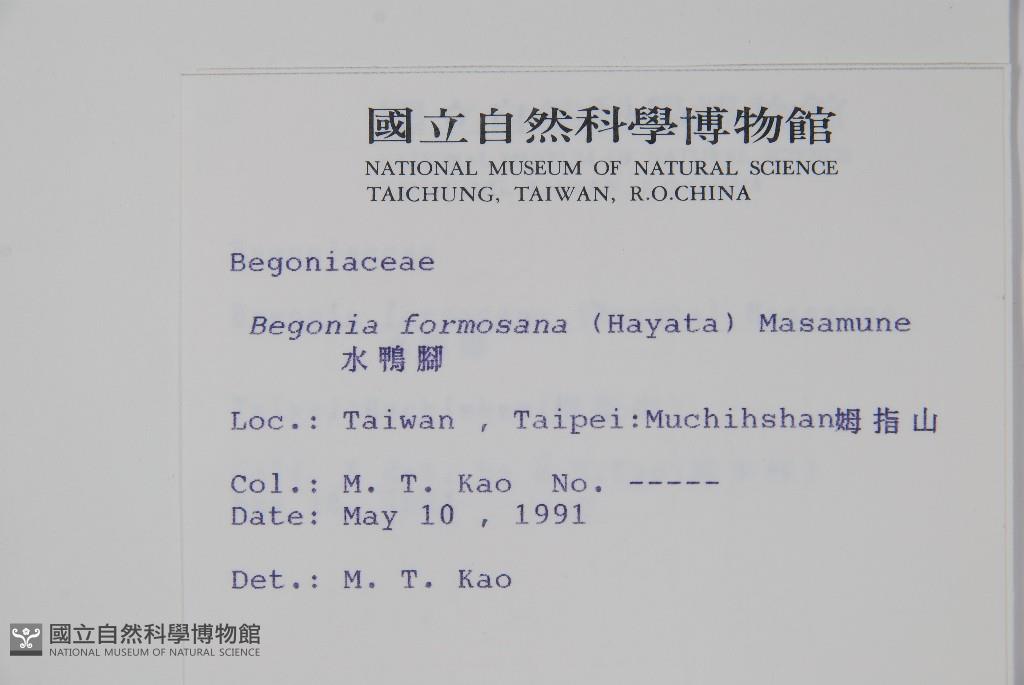 國立自然科學博物館
NATIONAL MUSEUM OF NATURAL SCIENCE
TAICHUNG, TAIWAN, R.O.CHINA
Begoniaceae
Begonia formosana (Hayata) Masamune
水鴨腳
Loc.: Taiwan , Taipei:Muchihshan姆指山
Col.: M. T. Kao No. -----
Date: May 10 , 1991
Det.: M. T. Kao
國立自然科學博物館
NATIONAL MUSEUM OF NATURAL SCIENCE